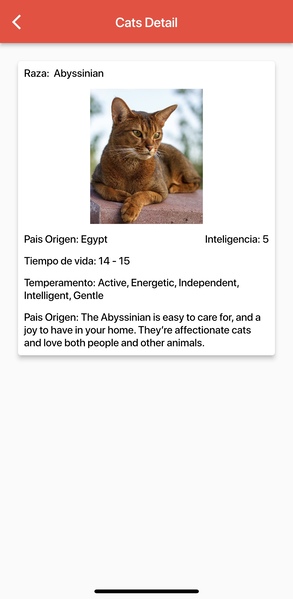 Cats Detail
Raza: Abyssinian
Pais Origen: Egypt
Inteligencia: 5
Tiempo de vida: 14 - 15
Temperamento: Active, Energetic, Independent,
Intelligent, Gentle
Pais Origen: The Abyssinian is easy to care for, and a
joy to have in your home. They're affectionate cats
and love both people and other animals.